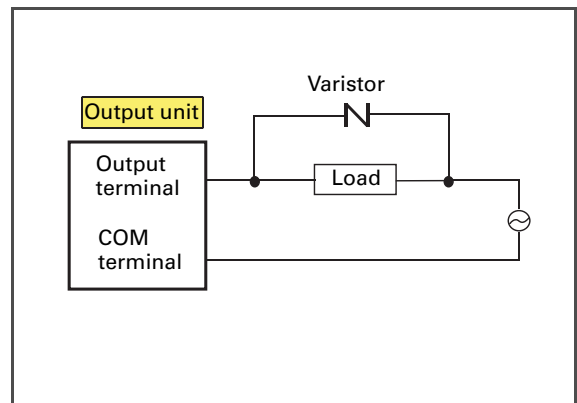 Varistor
Output unit
Output
terminal
Load
COM
terminal